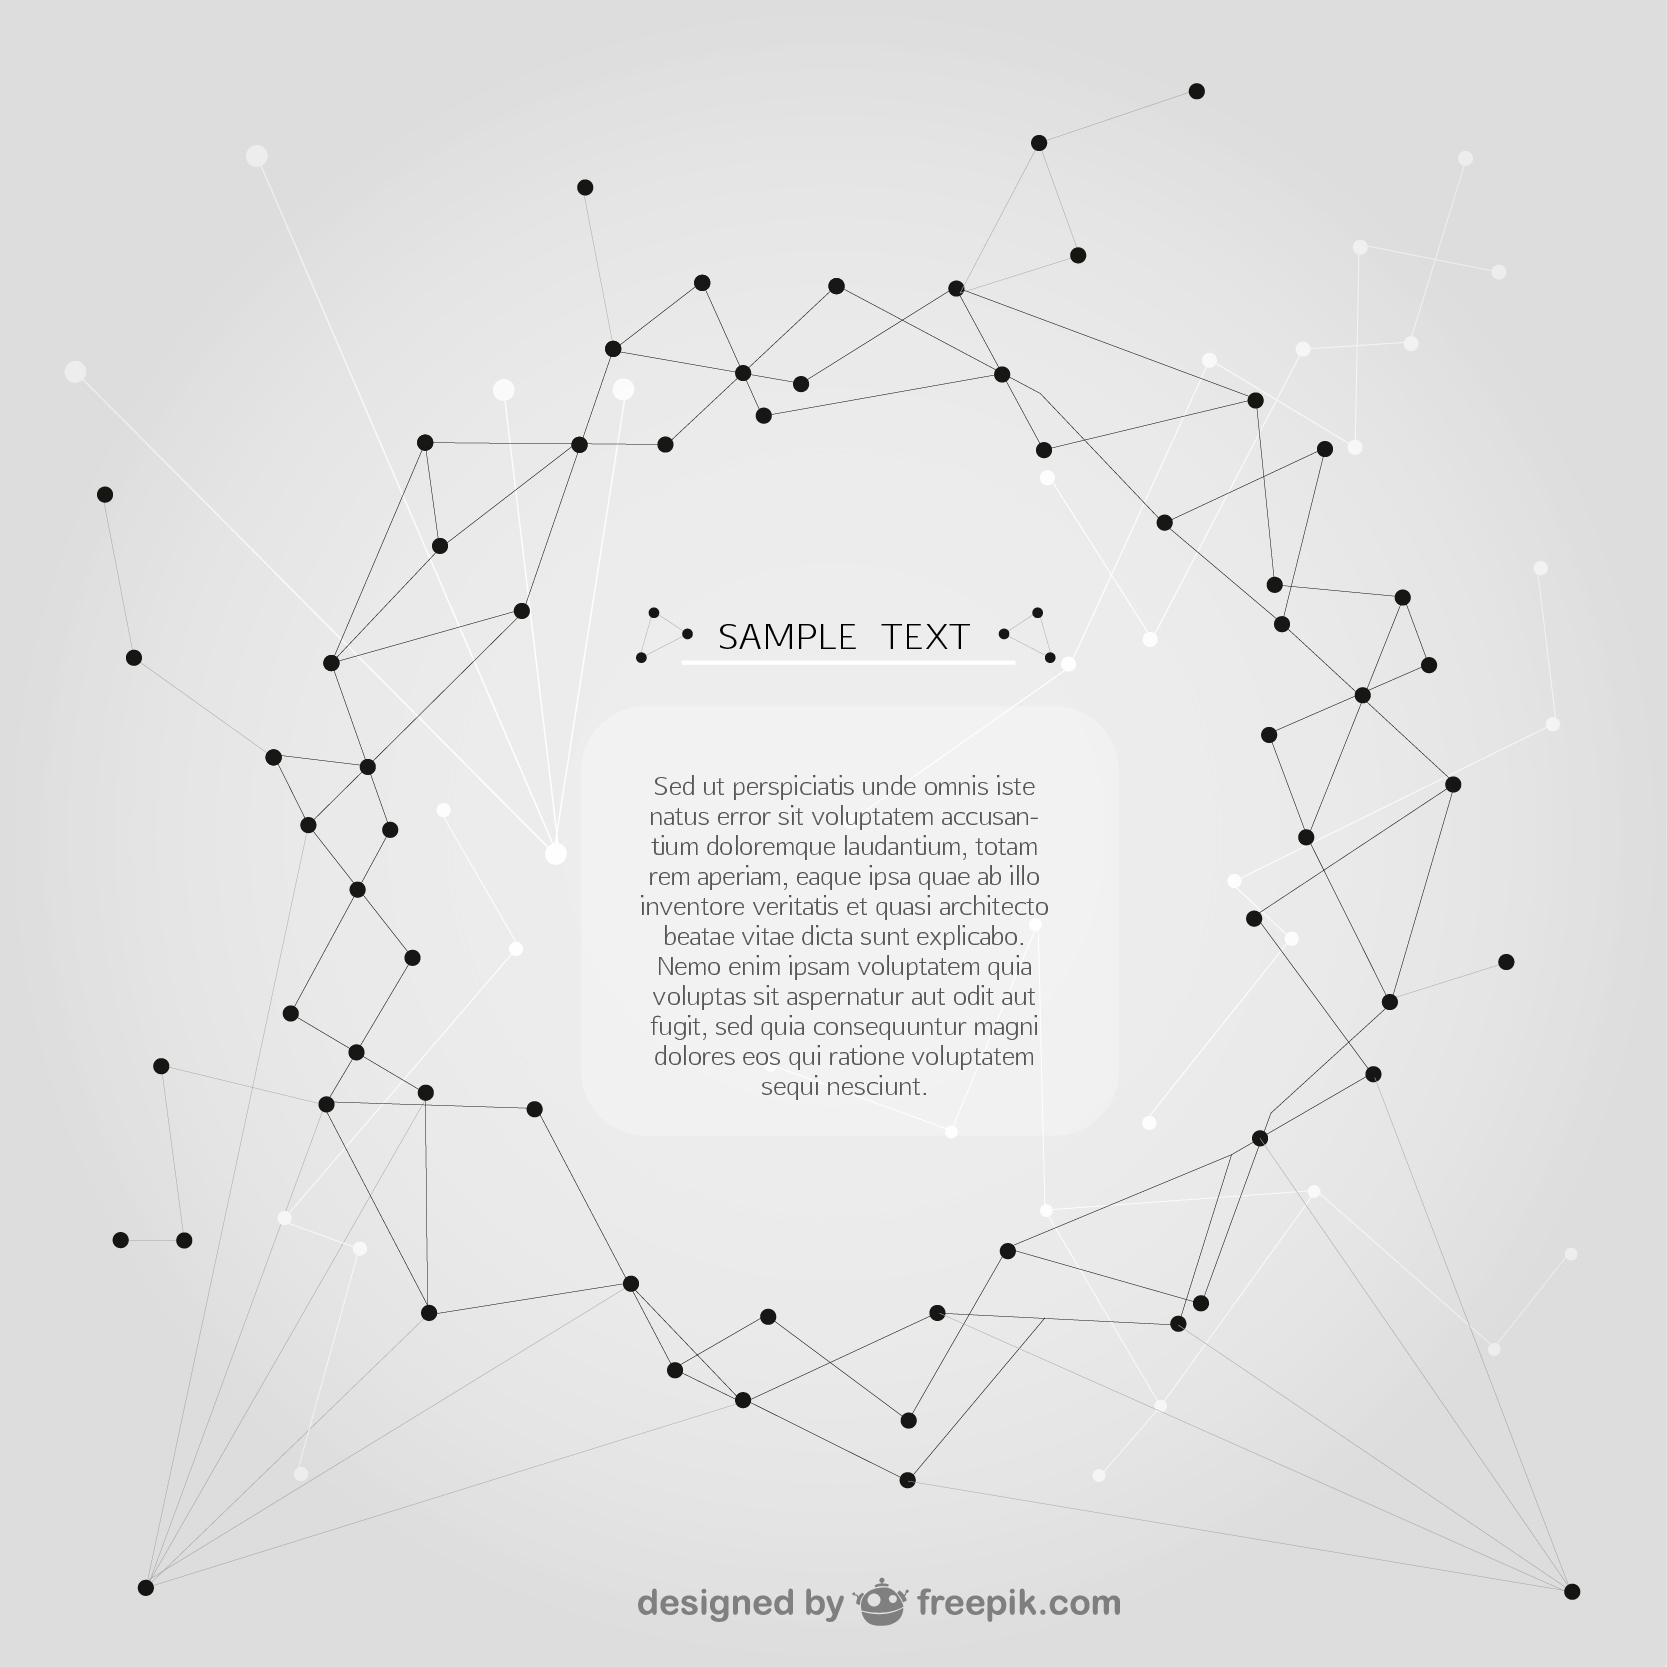 SAMPLE TEXT
Sed ut perspiciatis unde omnis iste
natus error sit voluptatem accusan-
tium doloremque laudantium, totam
rem aperiam, eaque ipsa quae ab illo
inventore veritatis et quasi architecto
beatae vitae dicta sunt explicabo.
Nemo enim ipsam voluptatem quia
voluptas sit aspernatur aut odit aut
fugit, sed quia consequuntur magni
dolores eos qui ratione voluptatem
sequi nesciunt.
designed by freepik.com